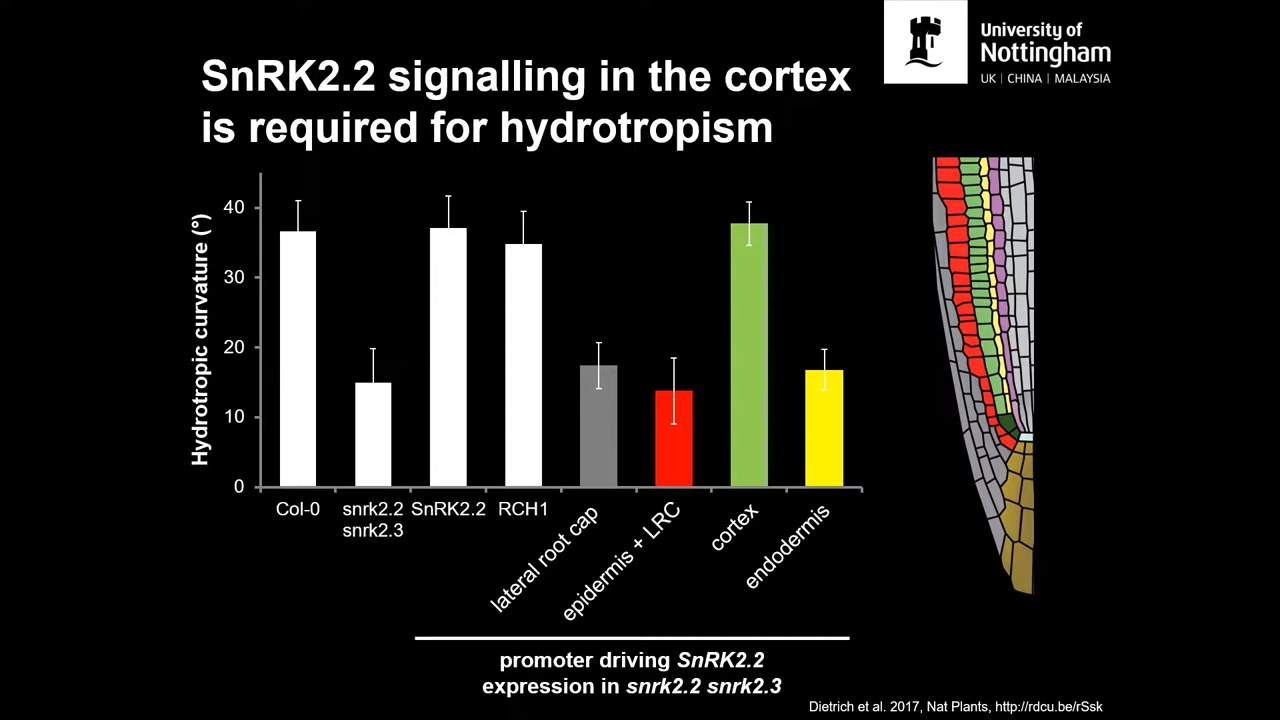 SnRK2.2 signalling in the cortex
is required for hydrotropism
University of
Nottingham
UK | CHINA | MALAYSIA
Hydrotropic curvature (°)
40
30
20
10
0
Col-0
snrk2.2
snrk2.3
SnRK2.2
RCH1
lateral root cap
epidermis + LRC
cortex
endodermis
promoter driving SnRK2.2
expression in snrk2.2 snrk2.3
Dietrich et al. 2017, Nat Plants, http://rdcu.be/rSsk